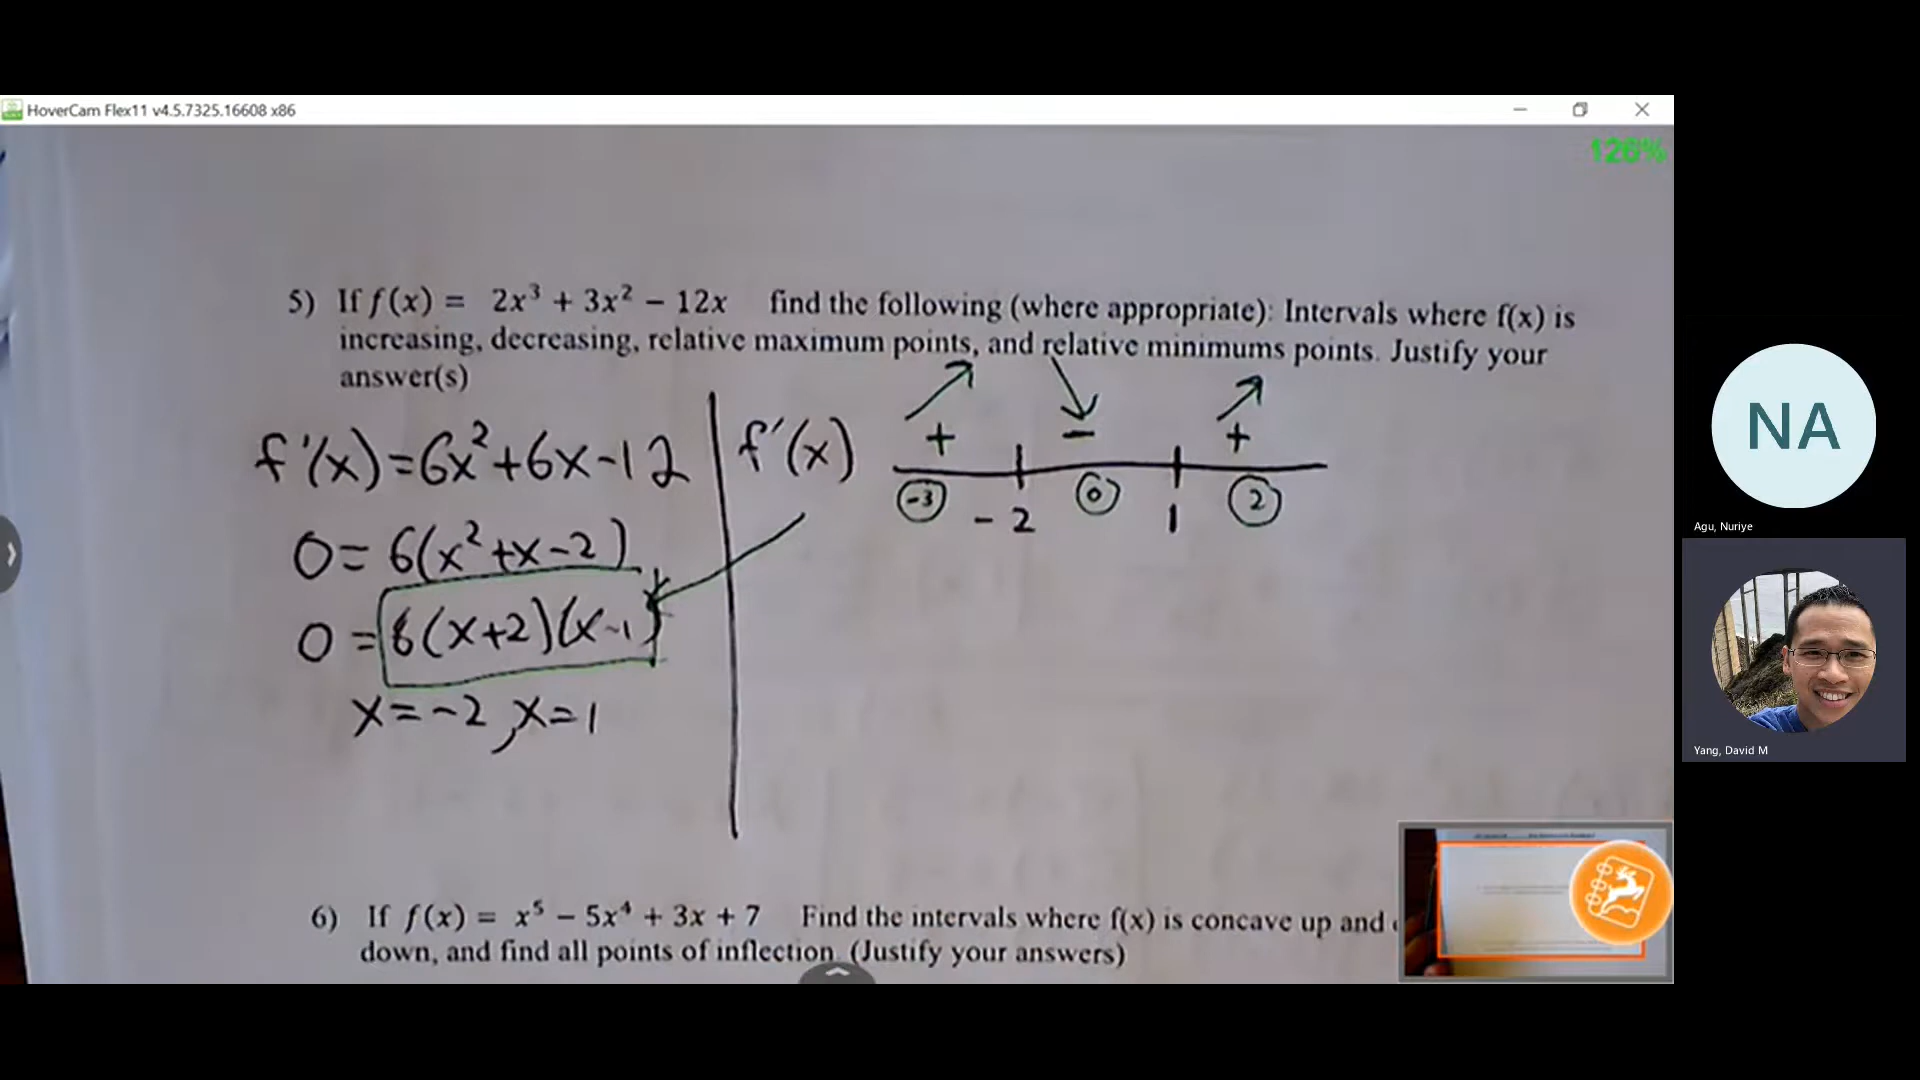 HoverCam Flex11 v4.5.7325.16608 x86
126%
5) If f(x) = 2x³ + 3x² − 12x find the following (where appropriate): Intervals where f(x) is
increasing, decreasing, relative maximum points, and relative minimums points. Justify your
answer(s)
f'(x)=6x²+6x-12
0=6(x²+x-2)
0=6(x+2)(x-1)
x=-2, x=1
f'(x) + - +
-3 -2 0 1 2
6) If f(x) = x⁵ − 5x⁴ + 3x + 7 Find the intervals where f(x) is concave up and
down, and find all points of inflection. (Justify your answers)
NA
Agu, Nuriye
Yang, David M